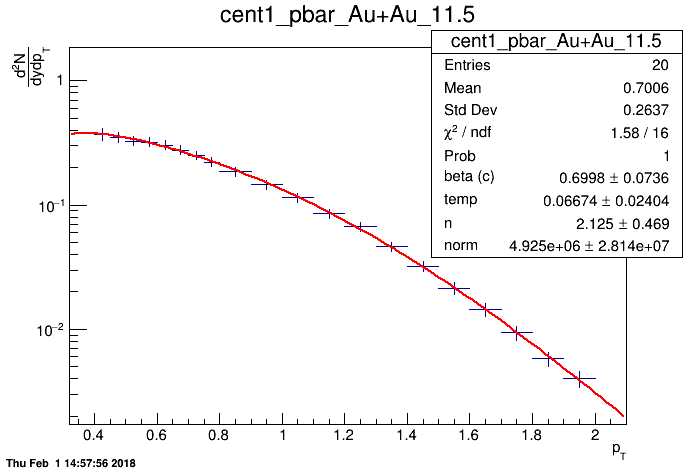 cent1_pbar_Au+Au_11.5
d²N
dydp_T
cent1_pbar_Au+Au_11.5
Entries 20
Mean 0.7006
Std Dev 0.2637
χ² / ndf 1.58 / 16
Prob 1
beta (c) 0.6998 ± 0.0736
temp 0.06674 ± 0.02404
n 2.125 ± 0.469
norm 4.925e+06 ± 2.814e+07
1
10⁻¹
10⁻²
0.4 0.6 0.8 1 1.2 1.4 1.6 1.8 2
p_T
Thu Feb 1 14:57:56 2018